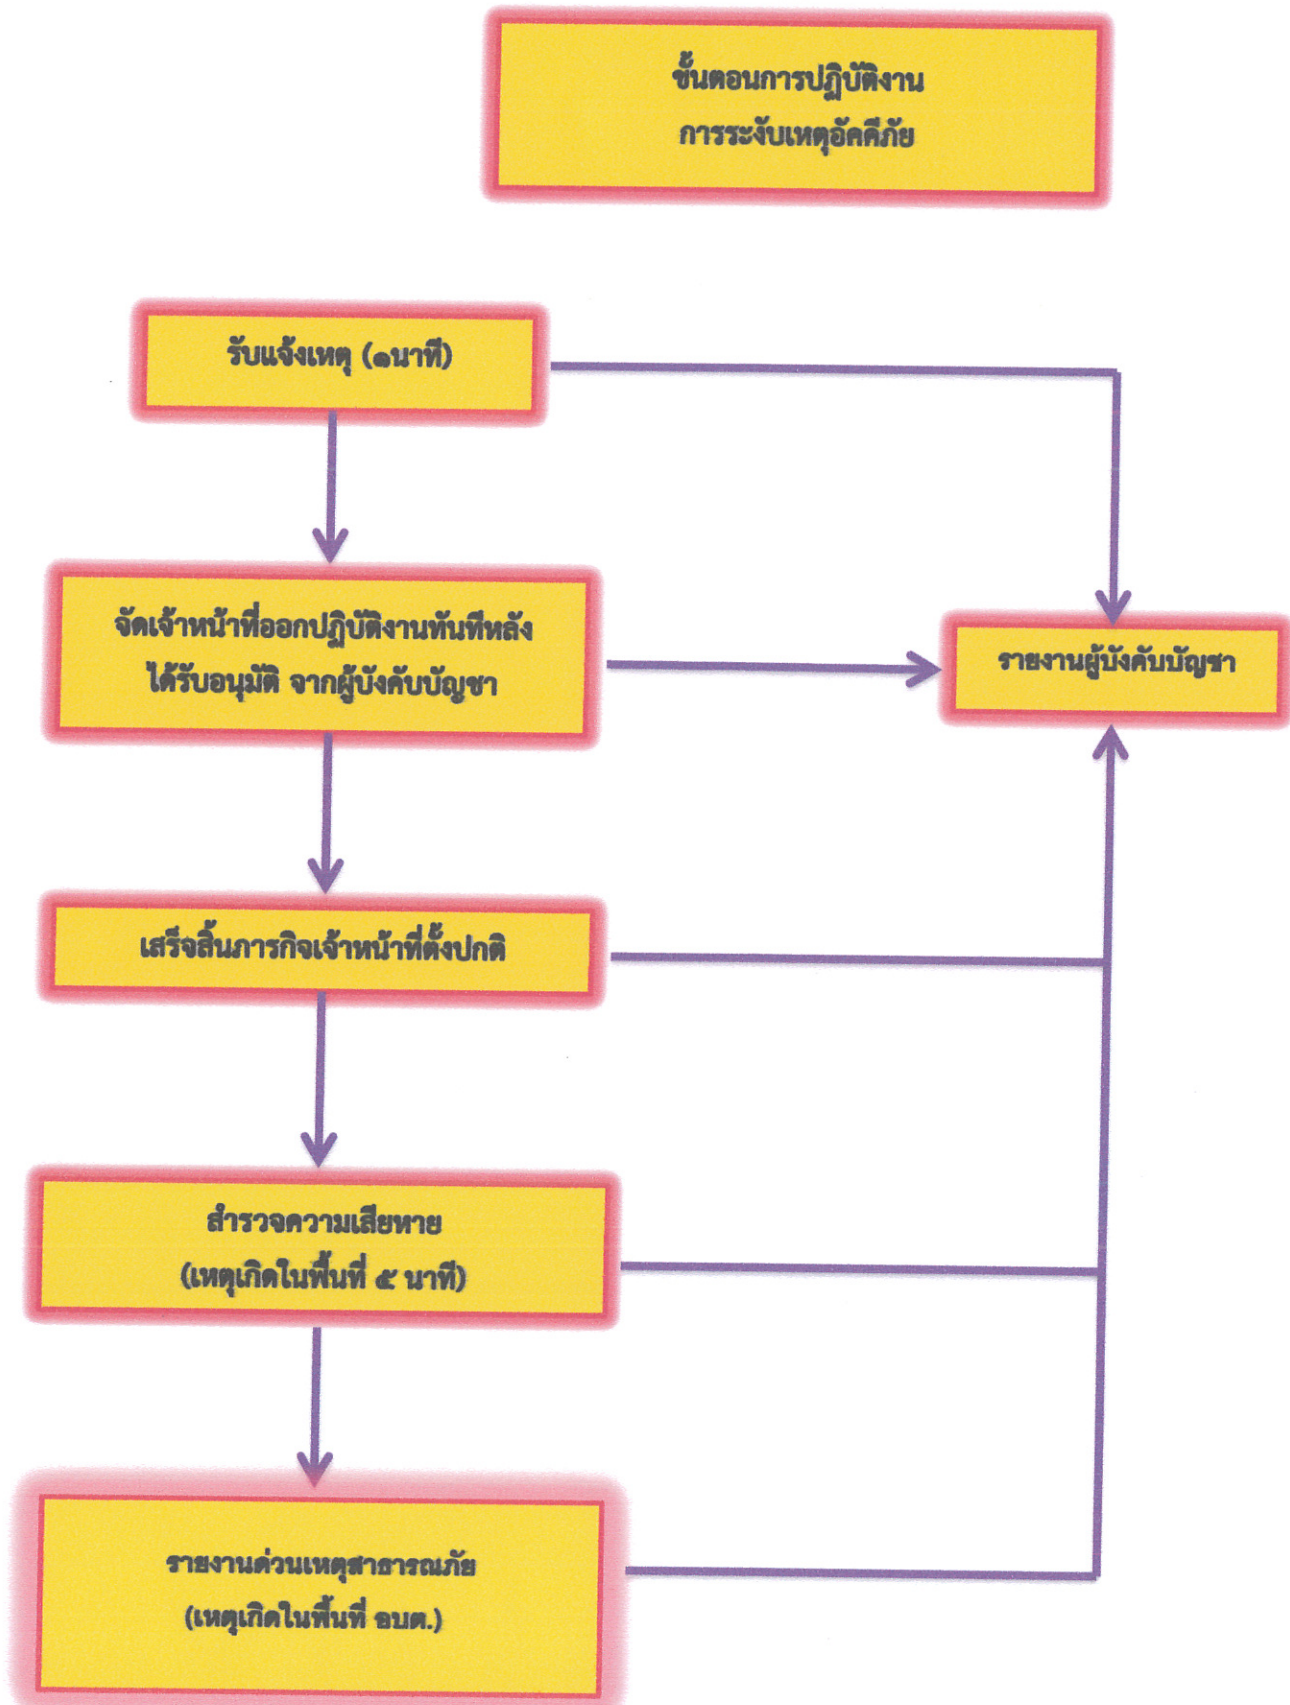 ขั้นตอนการปฏิบัติงาน
การระงับเหตุอัคคีภัย
รับแจ้งเหตุ (๑นาที)
จัดเจ้าหน้าที่ออกปฏิบัติงานทันทีหลัง
ได้รับอนุมัติ จากผู้บังคับบัญชา
รายงานผู้บังคับบัญชา
เสร็จสิ้นภารกิจเจ้าหน้าที่ตั้งปกติ
สำรวจความเสียหาย
(เหตุเกิดในพื้นที่ ๕ นาที)
รายงานด่วนเหตุสาธารณภัย
(เหตุเกิดในพื้นที่ อบต.)